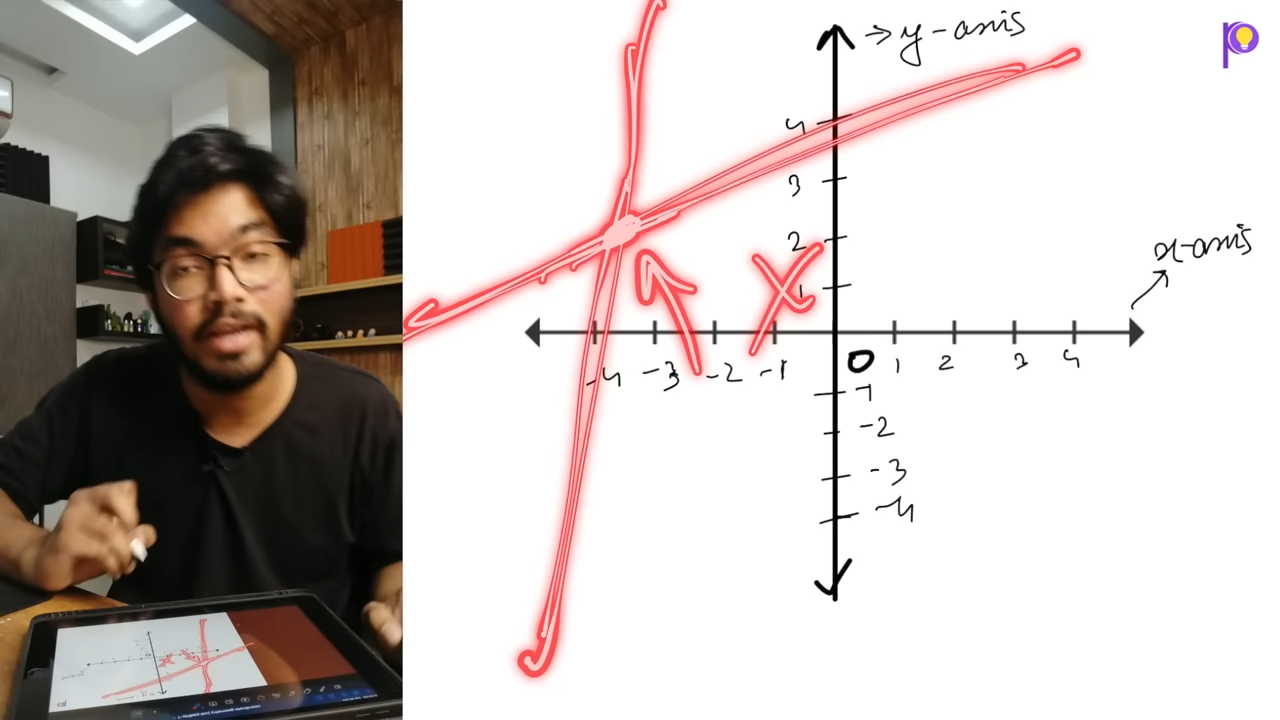 → y-axis
4
3
2
1
x-axis
-4 -3 -2 -1 0 1 2 3 4
-1
-2
-3
-4